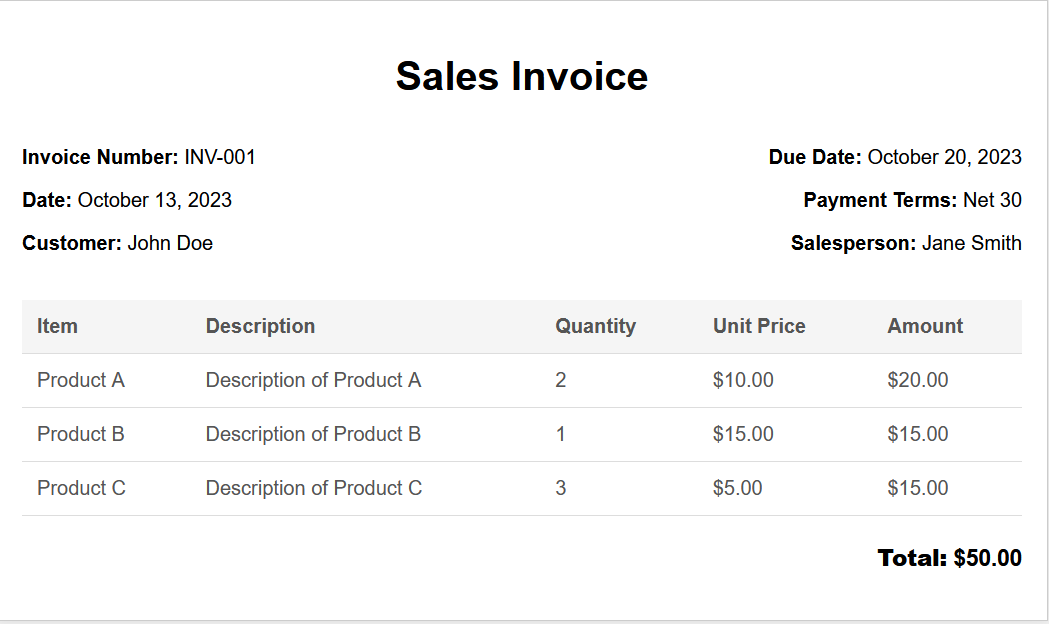 Sales Invoice
Invoice Number: INV-001
Due Date: October 20, 2023
Date: October 13, 2023
Payment Terms: Net 30
Customer: John Doe
Salesperson: Jane Smith
Item Description Quantity Unit Price Amount
Product A Description of Product A 2 $10.00 $20.00
Product B Description of Product B 1 $15.00 $15.00
Product C Description of Product C 3 $5.00 $15.00
Total: $50.00